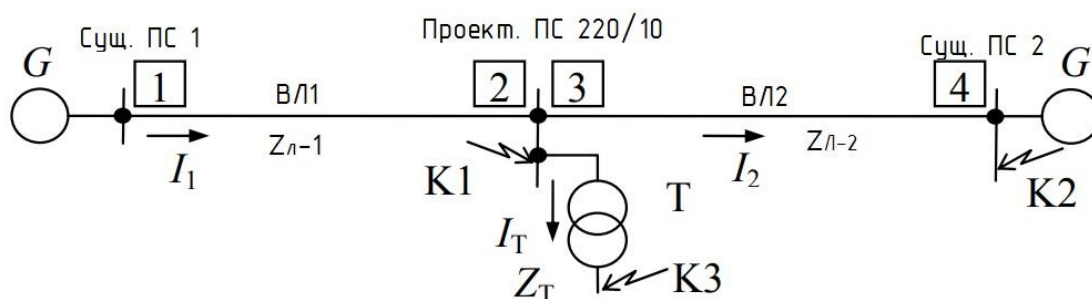 Сущ. ПС 1
Проект. ПС 220/10
Сущ. ПС 2
G
1
ВЛ1
2
3
ВЛ2
4
G
Zл-1
Zл-2
I1
K1
I2
K2
T
IT
ZT
K3